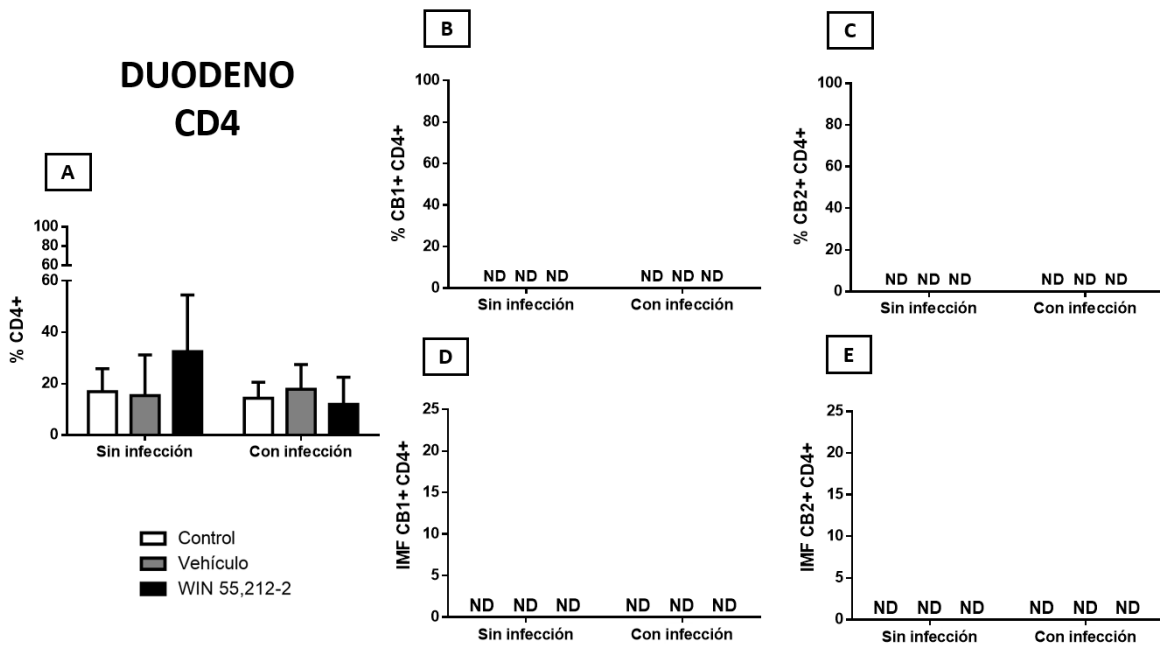 DUODENO
CD4
A
% CD4+
100
80
60
60
40
20
0
Sin infección
Con infección
Control
Vehículo
WIN 55,212-2
B
% CB1+ CD4+
100
80
60
40
20
0
ND ND ND
ND ND ND
Sin infección
Con infección
C
% CB2+ CD4+
100
80
60
40
20
0
ND ND ND
ND ND ND
Sin infección
Con infección
D
IMF CB1+ CD4+
25
20
15
10
5
0
ND ND ND
ND ND ND
Sin infección
Con infección
E
IMF CB2+ CD4+
25
20
15
10
5
0
ND ND ND
ND ND ND
Sin infección
Con infección